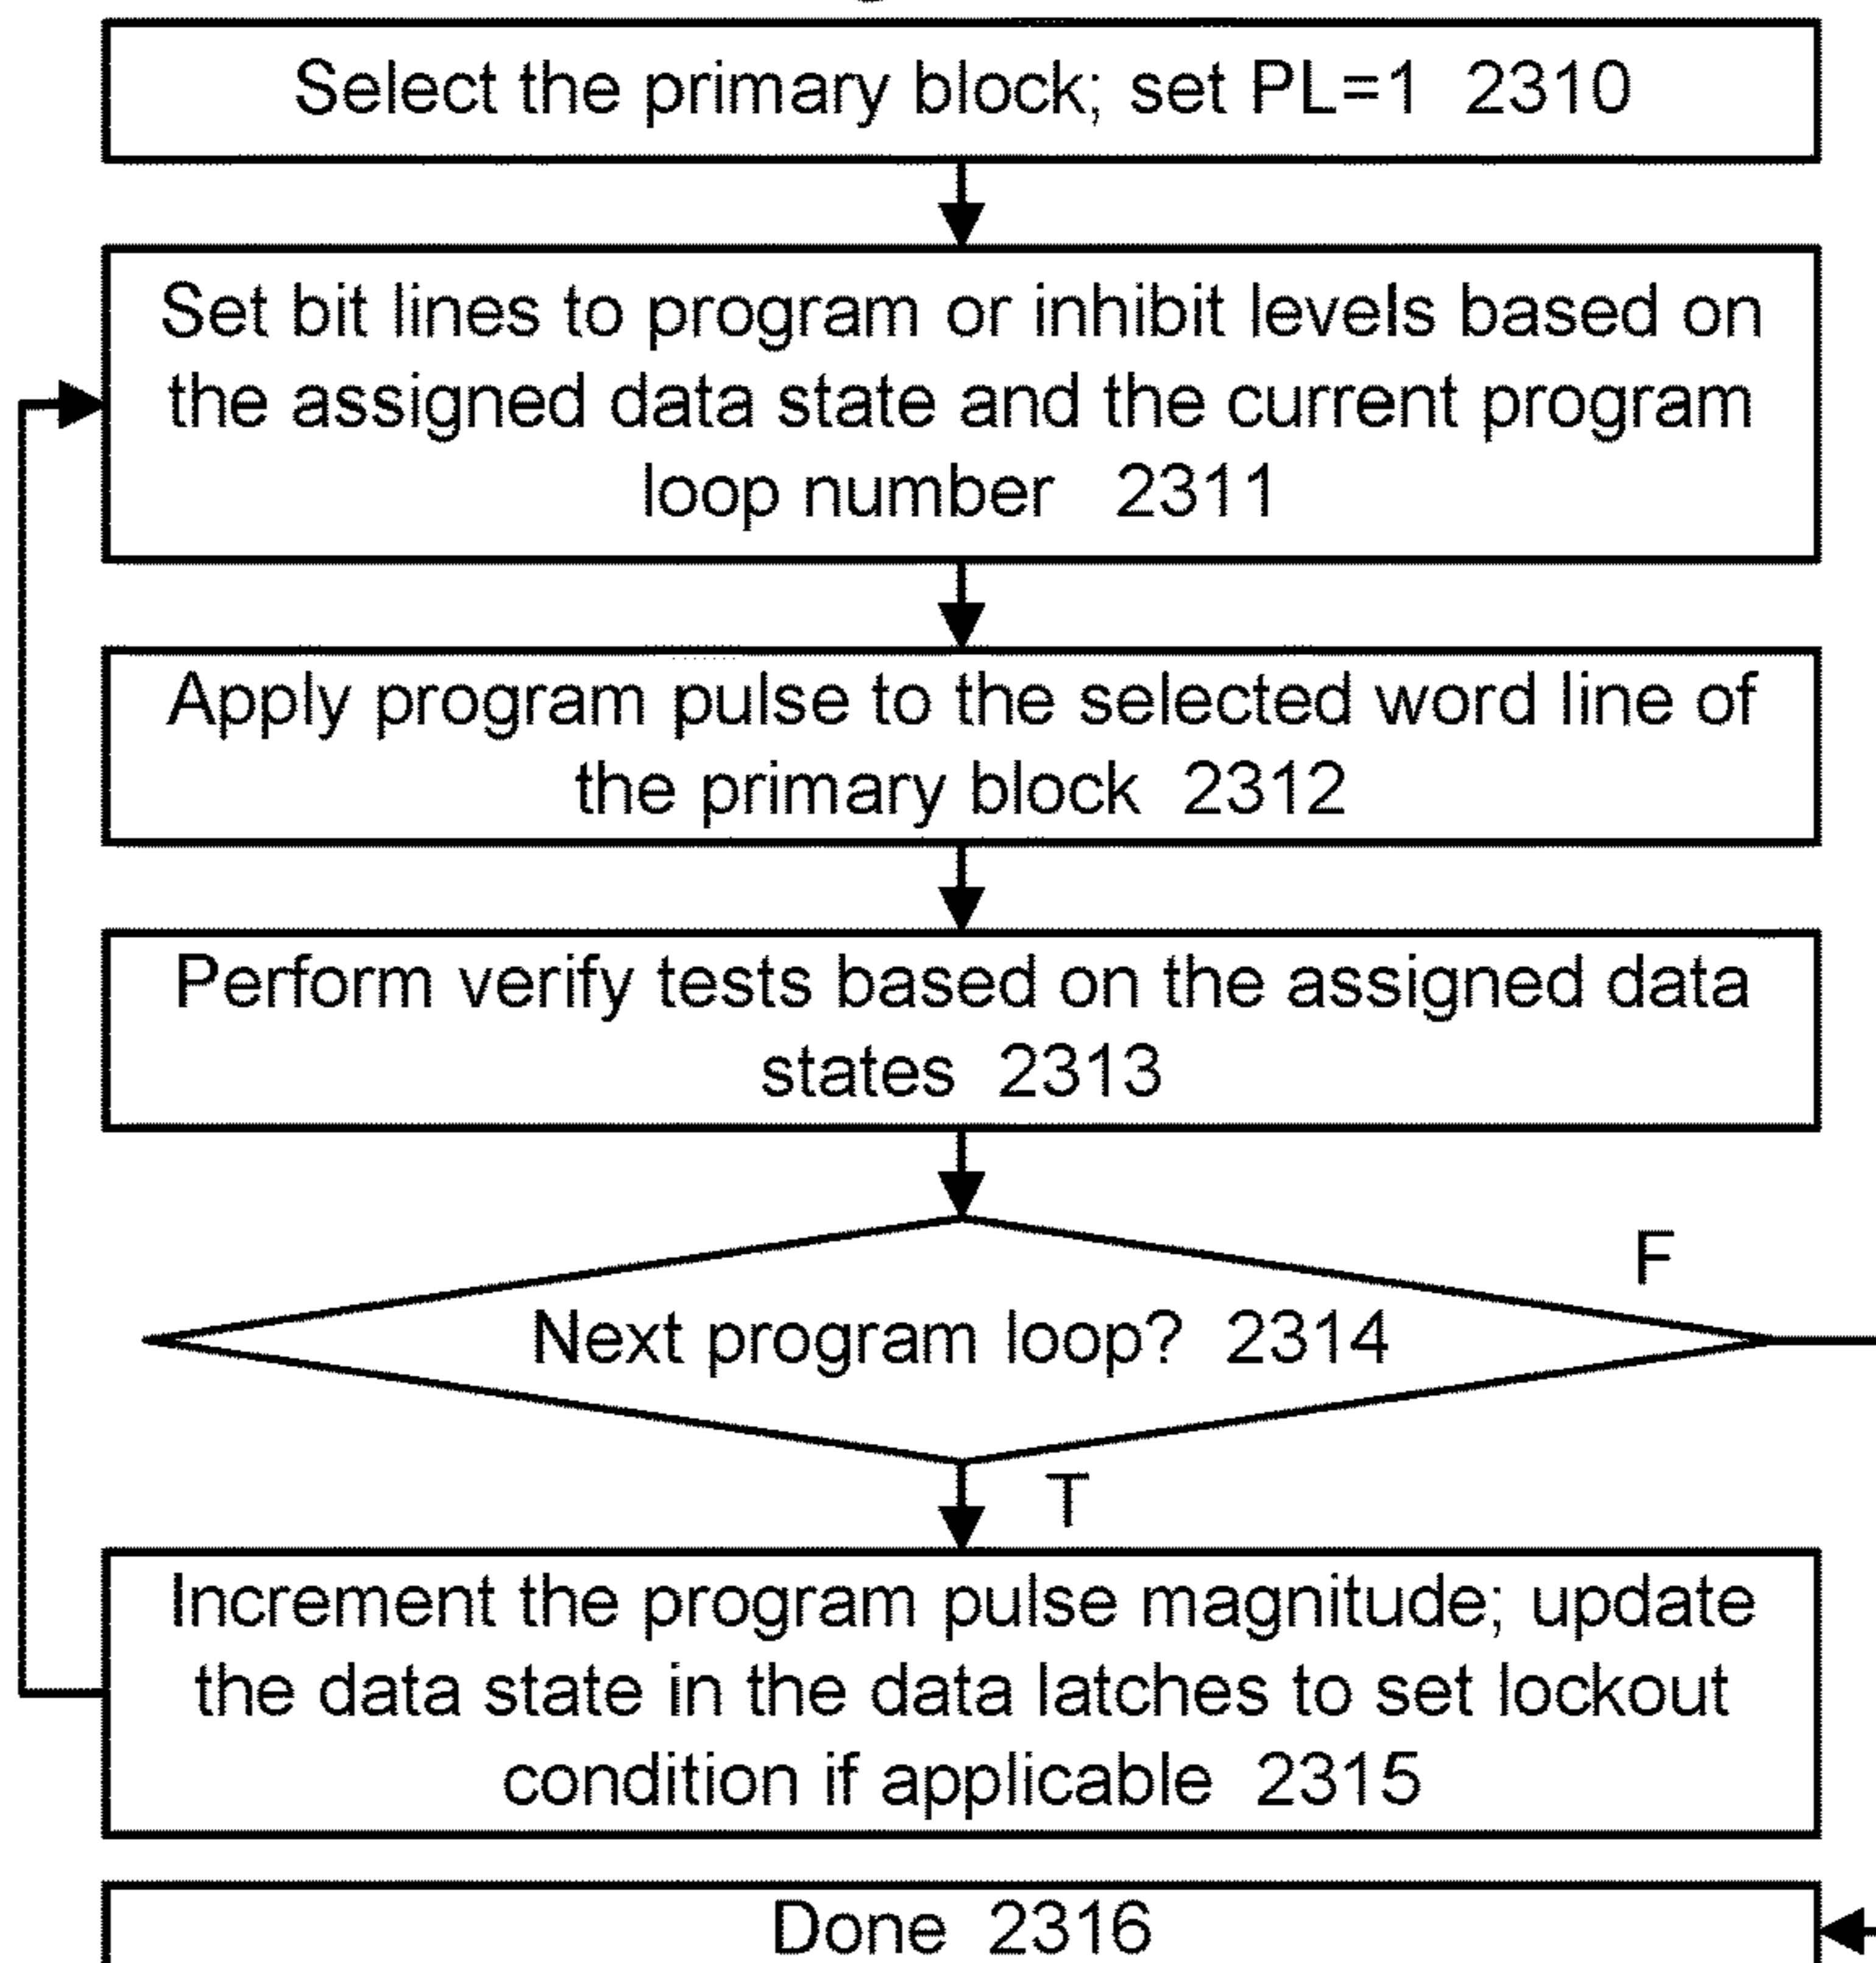 Select the primary block; set PL=1 2310
Set bit lines to program or inhibit levels based on
the assigned data state and the current program
loop number 2311
Apply program pulse to the selected word line of
the primary block 2312
Perform verify tests based on the assigned data
states 2313
F
Next program loop? 2314
T
Increment the program pulse magnitude; update
the data state in the data latches to set lockout
condition if applicable 2315
Done 2316